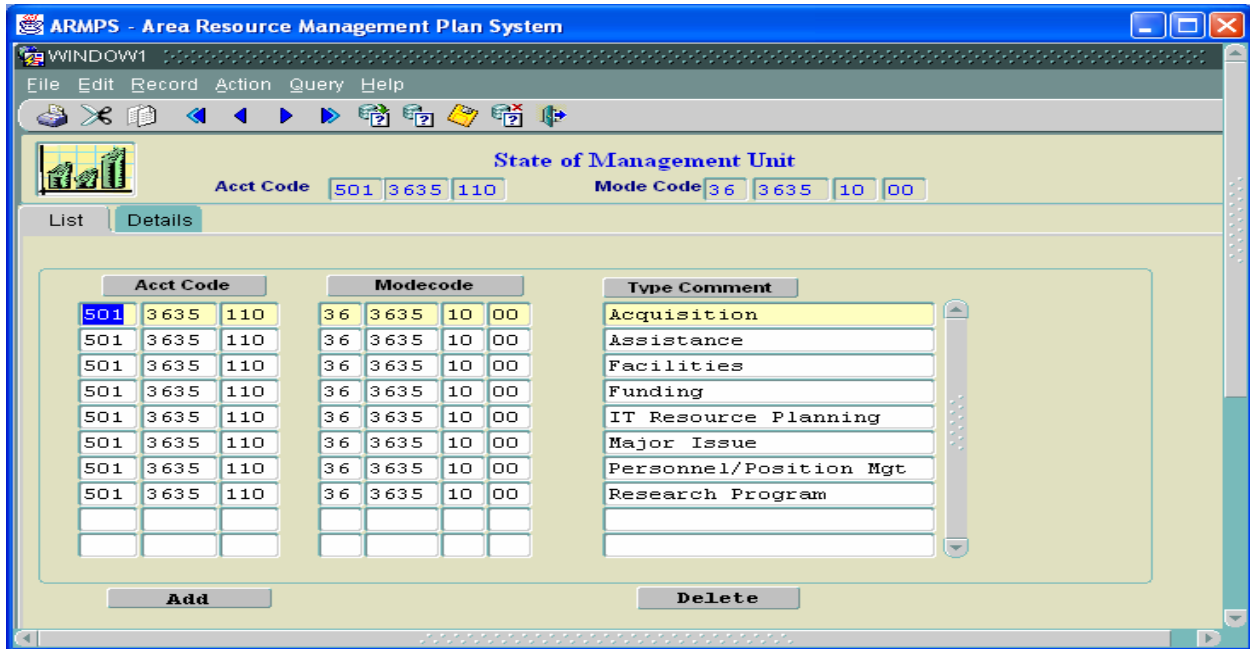 ARMPS - Area Resource Management Plan System
WINDOW1
File Edit Record Action Query Help
State of Management Unit
Acct Code 501 3635 110 Mode Code 36 3635 10 00
List Details
Acct Code Modecode Type Comment
501 3635 110 36 3635 10 00 Acquisition
501 3635 110 36 3635 10 00 Assistance
501 3635 110 36 3635 10 00 Facilities
501 3635 110 36 3635 10 00 Funding
501 3635 110 36 3635 10 00 IT Resource Planning
501 3635 110 36 3635 10 00 Major Issue
501 3635 110 36 3635 10 00 Personnel/Position Mgt
501 3635 110 36 3635 10 00 Research Program
Add Delete